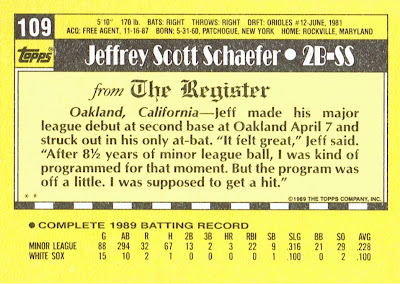 109
5'10" 170 lb. BATS: RIGHT THROWS: RIGHT DRFT: ORIOLES #12-JUNE, 1981
ACQ: FREE AGENT, 11-16-87 BORN: 5-31-60, PATCHOGUE, NEW YORK HOME: ROCKVILLE, MARYLAND
Topps Jeffrey Scott Schaefer • 2B-SS
from The Register
Oakland, California—Jeff made his major
league debut at second base at Oakland April 7 and
struck out in his only at-bat. "It felt great," Jeff said.
"After 8½ years of minor league ball, I was kind of
programmed for that moment. But the program was
off a little. I was supposed to get a hit."
* * ©1989 THE TOPPS COMPANY, INC.
COMPLETE 1989 BATTING RECORD
G AB R H 2B 3B HR RBI SB SLG BB SO AVG
MINOR LEAGUE 88 294 32 67 13 2 3 22 9 .316 21 29 .228
WHITE SOX 15 10 2 1 0 0 0 0 1 .100 0 2 .100